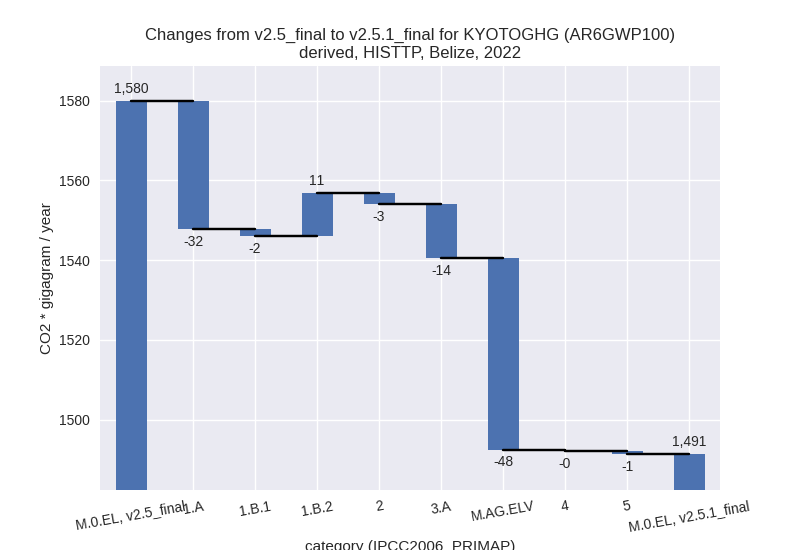 Changes from v2.5_final to v2.5.1_final for KYOTOGHG (AR6GWP100)
derived, HISTTP, Belize, 2022
1,580
1580
1560
1540
1520
1500
CO2 * gigagram / year
-32
-2
11
-3
-14
-48
-0
-1
1,491
M.0.EL, v2.5_final
1.A
1.B.1
1.B.2
2
3.A
M.AG.ELV
4
5
M.0.EL, v2.5.1_final
category (IPCC2006_PRIMAP)